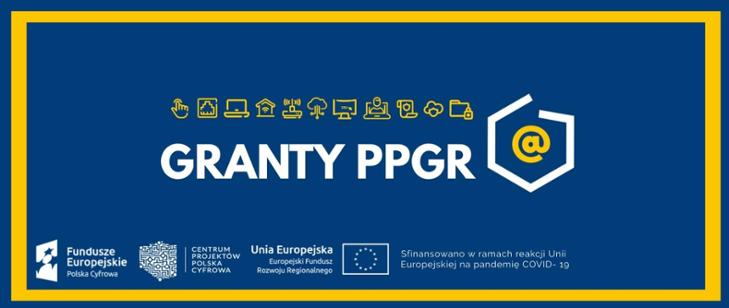 GRANTY PPGR
@
Fundusze
Europejskie
Polska Cyfrowa
CENTRUM
PROJEKTÓW
POLSKA
CYFROWA
Unia Europejska
Europejski Fundusz
Rozwoju Regionalnego
Sfinansowano w ramach reakcji Unii
Europejskiej na pandemię COVID- 19